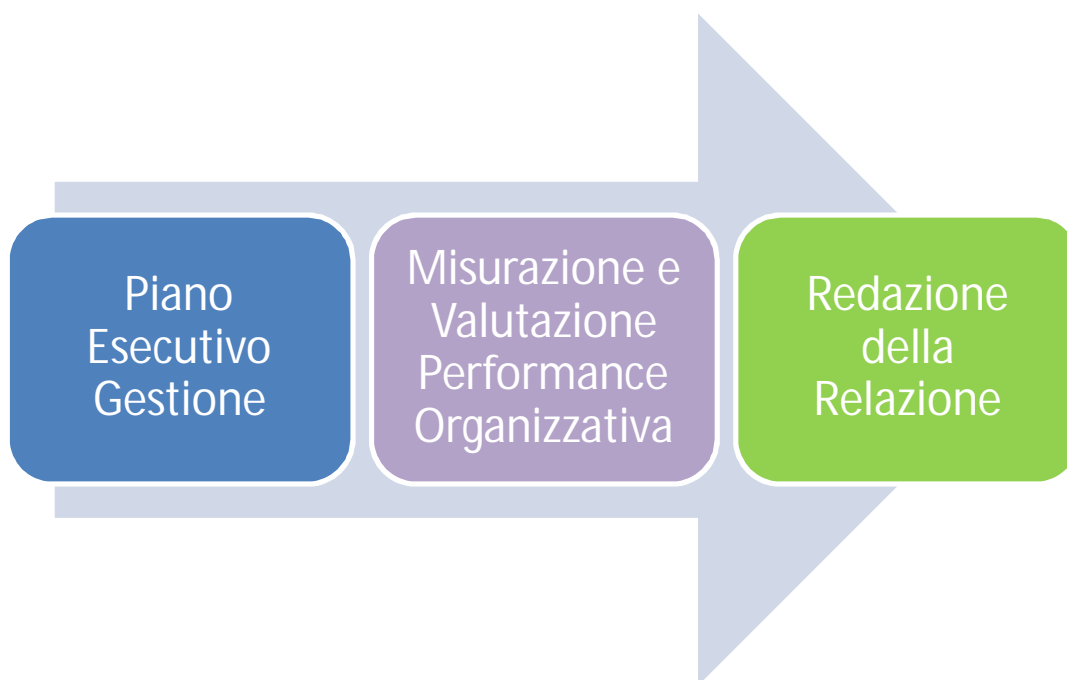 Piano
Esecutivo
Gestione
Misurazione e
Valutazione
Performance
Organizzativa
Redazione
della
Relazione